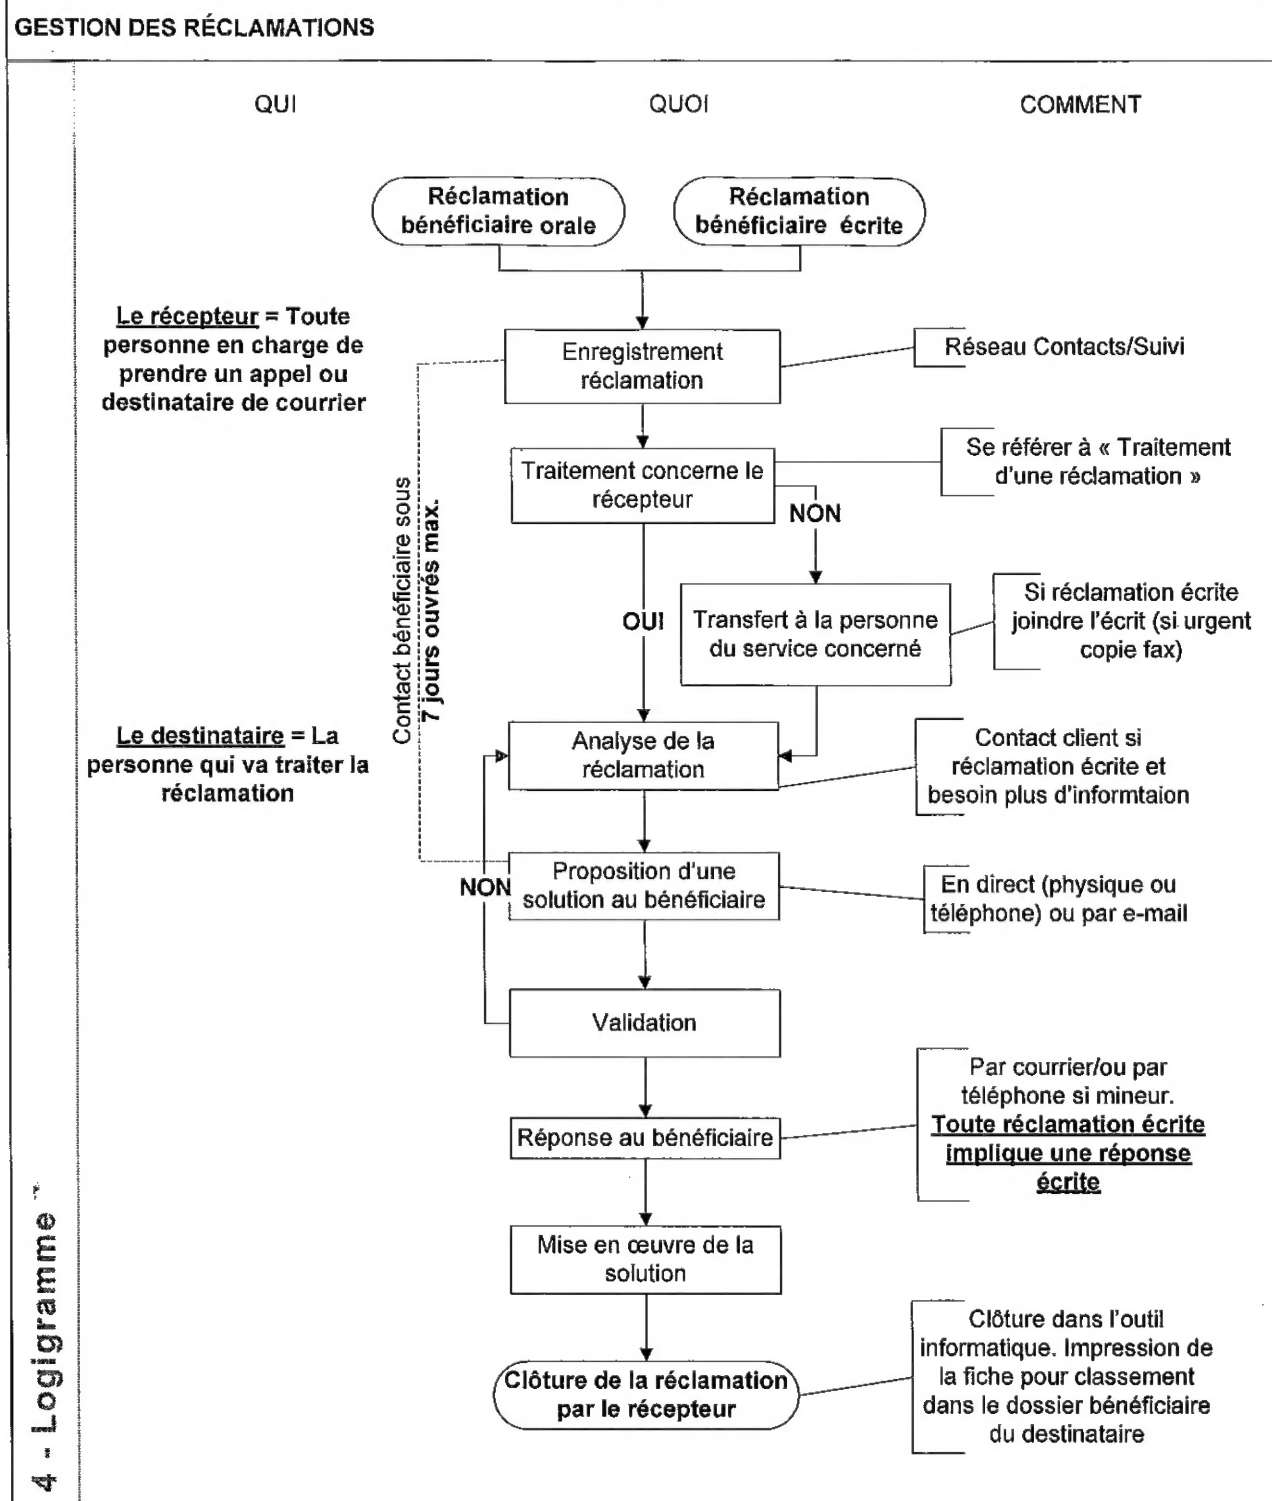 GESTION DES RÉCLAMATIONS
QUI
QUOI
COMMENT
Réclamation
bénéficiaire orale
Réclamation
bénéficiaire écrite
Le récepteur = Toute
personne en charge de
prendre un appel ou
destinataire de courrier
Enregistrement
réclamation
Réseau Contacts/Suivi
Traitement concerne le
récepteur
Se référer à « Traitement
d'une réclamation »
NON
Contact bénéficiaire sous
7 jours ouvrés max.
OUI
Transfert à la personne
du service concerné
Si réclamation écrite
joindre l'écrit (si urgent
copie fax)
Le destinataire = La
personne qui va traiter la
réclamation
Analyse de la
réclamation
Contact client si
réclamation écrite et
besoin plus d'informtaion
NON
Proposition d'une
solution au bénéficiaire
En direct (physique ou
téléphone) ou par e-mail
Validation
Réponse au bénéficiaire
Par courrier/ou par
téléphone si mineur.
Toute réclamation écrite
implique une réponse
écrite
Mise en œuvre de la
solution
Clôture de la réclamation
par le récepteur
Clôture dans l'outil
informatique. Impression de
la fiche pour classement
dans le dossier bénéficiaire
du destinataire
4 - Logigramme